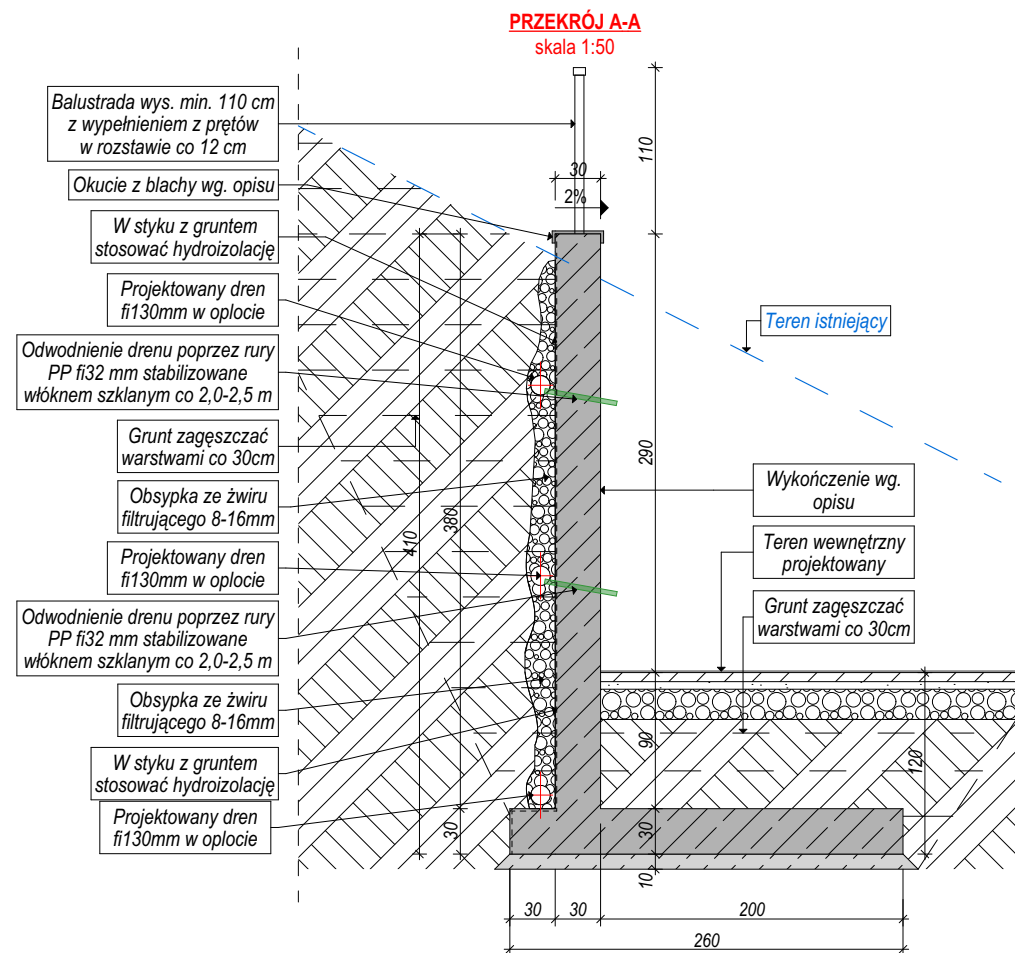 PRZEKRÓJ A-A
skala 1:50
Balustrada wys. min. 110 cm
z wypełnieniem z prętów
w rozstawie co 12 cm
Okucie z blachy wg. opisu
W styku z gruntem
stosować hydroizolację
Projektowany dren
fi130mm w oplocie
Odwodnienie drenu poprzez rury
PP fi32 mm stabilizowane
włóknem szklanym co 2,0-2,5 m
Grunt zagęszczać
warstwami co 30cm
Obsypka ze żwiru
filtrującego 8-16mm
Projektowany dren
fi130mm w oplocie
Odwodnienie drenu poprzez rury
PP fi32 mm stabilizowane
włóknem szklanym co 2,0-2,5 m
Obsypka ze żwiru
filtrującego 8-16mm
W styku z gruntem
stosować hydroizolację
Projektowany dren
fi130mm w oplocie
410
380
30
30
2%
110
290
90
30
10
120
Teren istniejący
Wykończenie wg.
opisu
Teren wewnętrzny
projektowany
Grunt zagęszczać
warstwami co 30cm
30
30
200
260